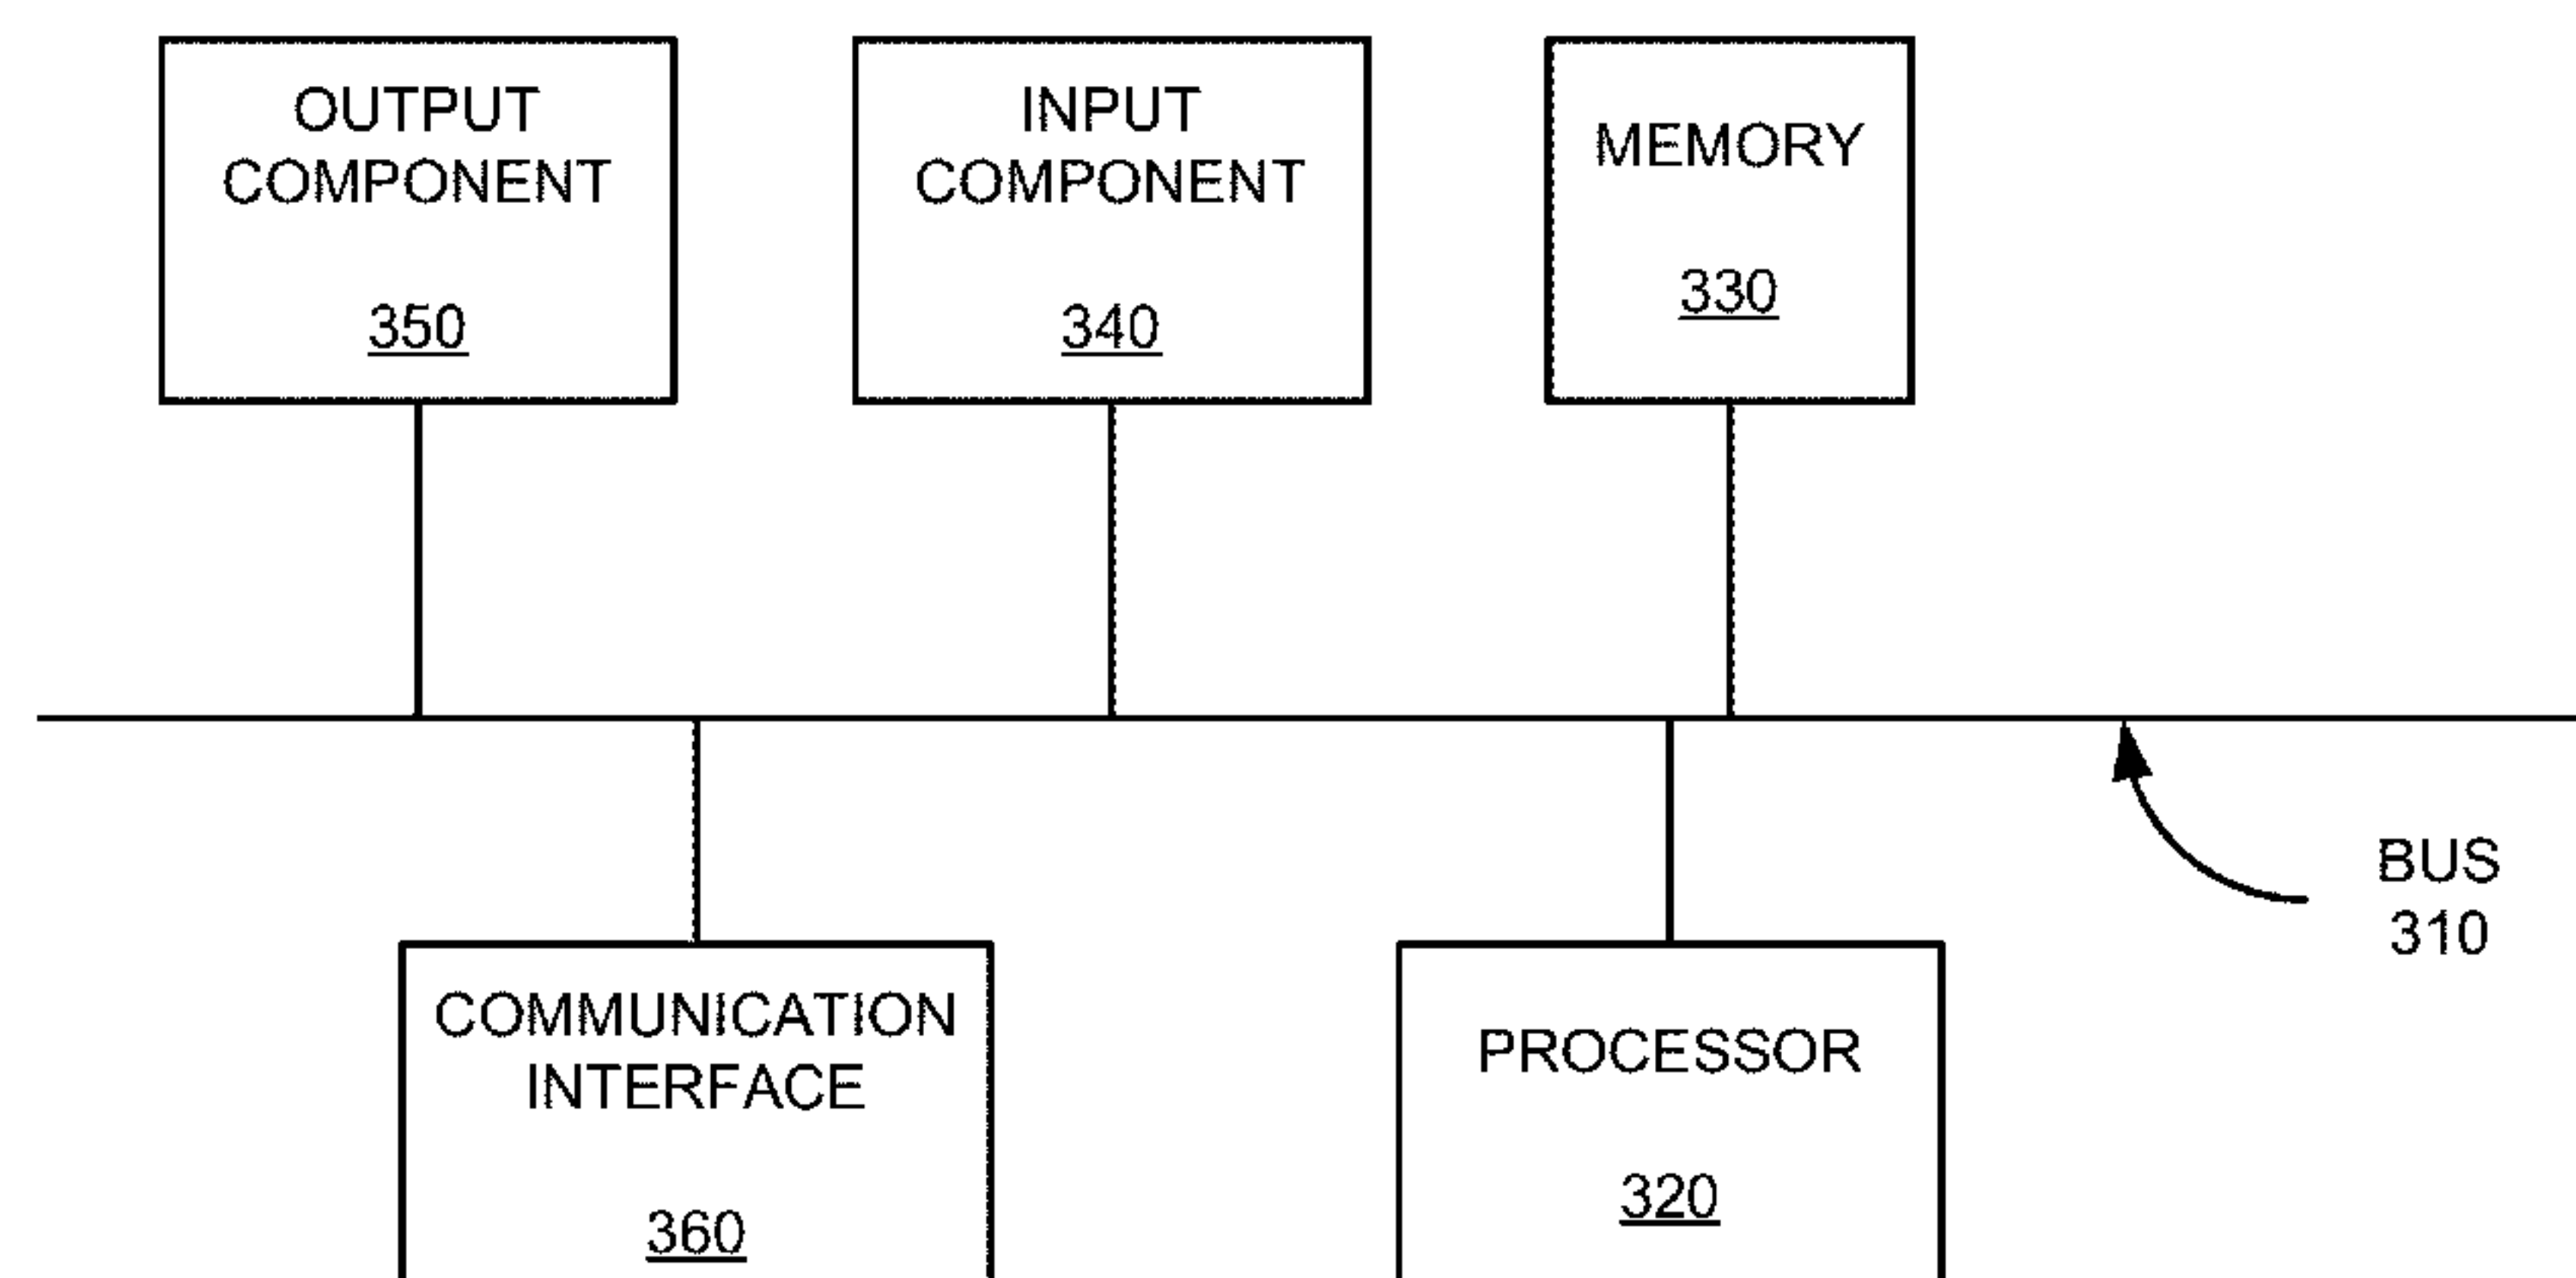 OUTPUT
COMPONENT
350
INPUT
COMPONENT
340
MEMORY
330
BUS
310
COMMUNICATION
INTERFACE
360
PROCESSOR
320